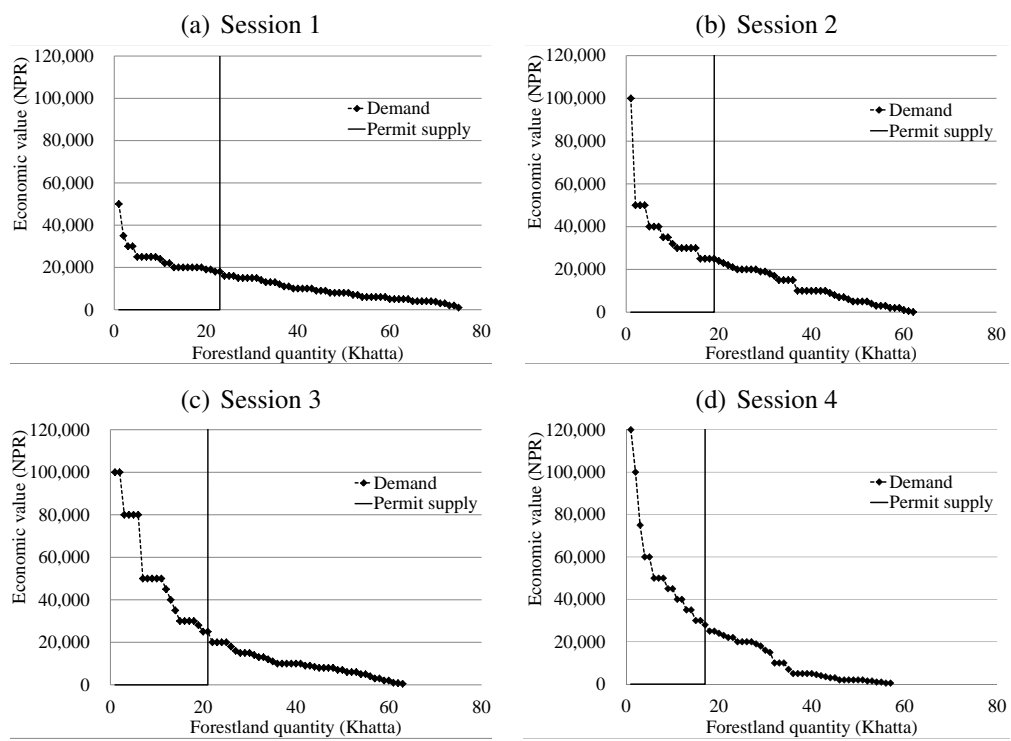 (a) Session 1
Economic value (NPR)
120,000
100,000
80,000
60,000
40,000
20,000
0
Demand
Permit supply
0 20 40 60 80
Forestland quantity (Khatta)
(b) Session 2
Economic value (NPR)
120,000
100,000
80,000
60,000
40,000
20,000
0
Demand
Permit supply
0 20 40 60 80
Forestland quantity (Khatta)
(c) Session 3
Economic value (NPR)
120,000
100,000
80,000
60,000
40,000
20,000
0
Demand
Permit supply
0 20 40 60 80
Forestland quantity (Khatta)
(d) Session 4
Economic value (NPR)
120,000
100,000
80,000
60,000
40,000
20,000
0
Demand
Permit supply
0 20 40 60 80
Forestland quantity (Khatta)